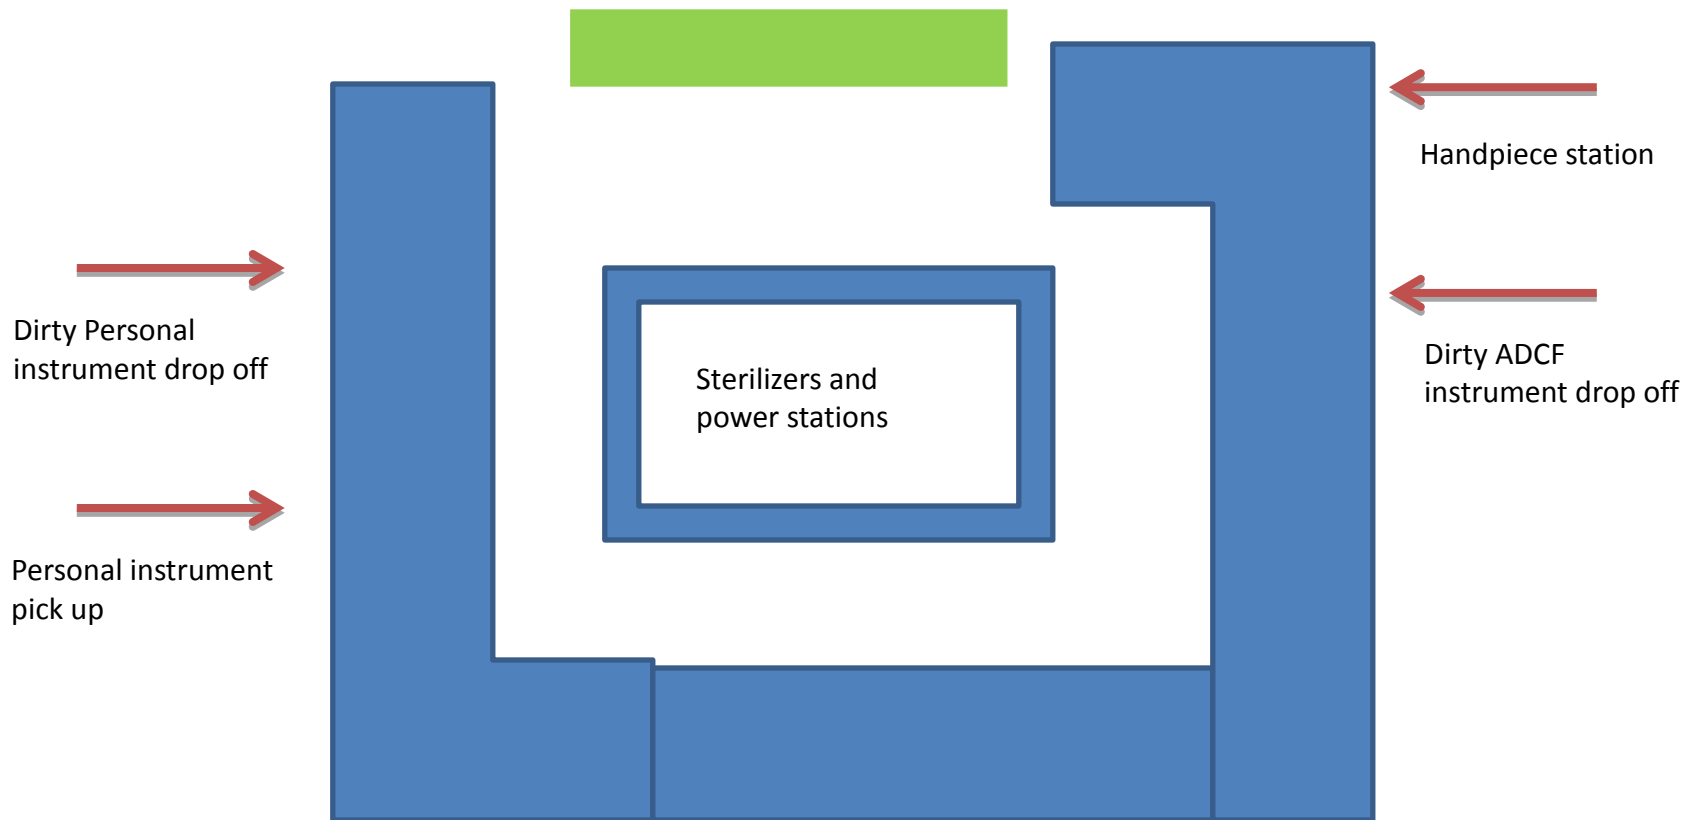 Handpiece station
Dirty Personal
instrument drop off
Dirty ADCF
instrument drop off
Sterilizers and
power stations
Personal instrument
pick up